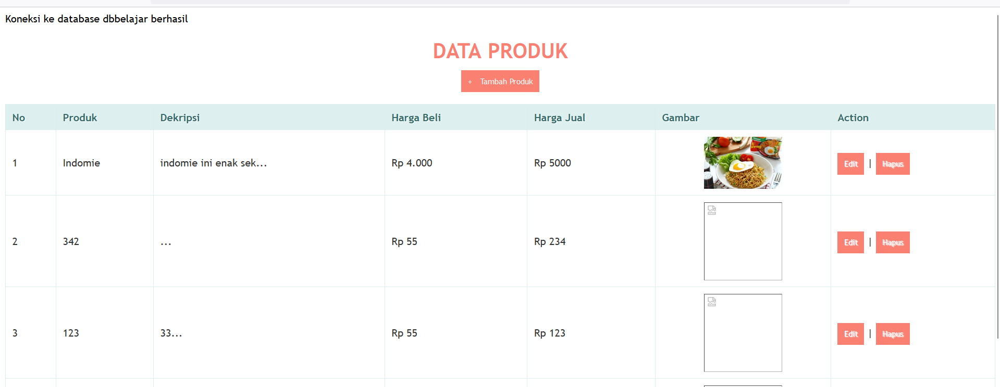 Koneksi ke database dbbelajar berhasil
DATA PRODUK
+ Tambah Produk
No Produk Dekripsi Harga Beli Harga Jual Gambar Action
1 Indomie indomie ini enak sek... Rp 4.000 Rp 5000 Edit | Hapus
2 342 ... Rp 55 Rp 234 Edit | Hapus
3 123 33... Rp 55 Rp 123 Edit | Hapus